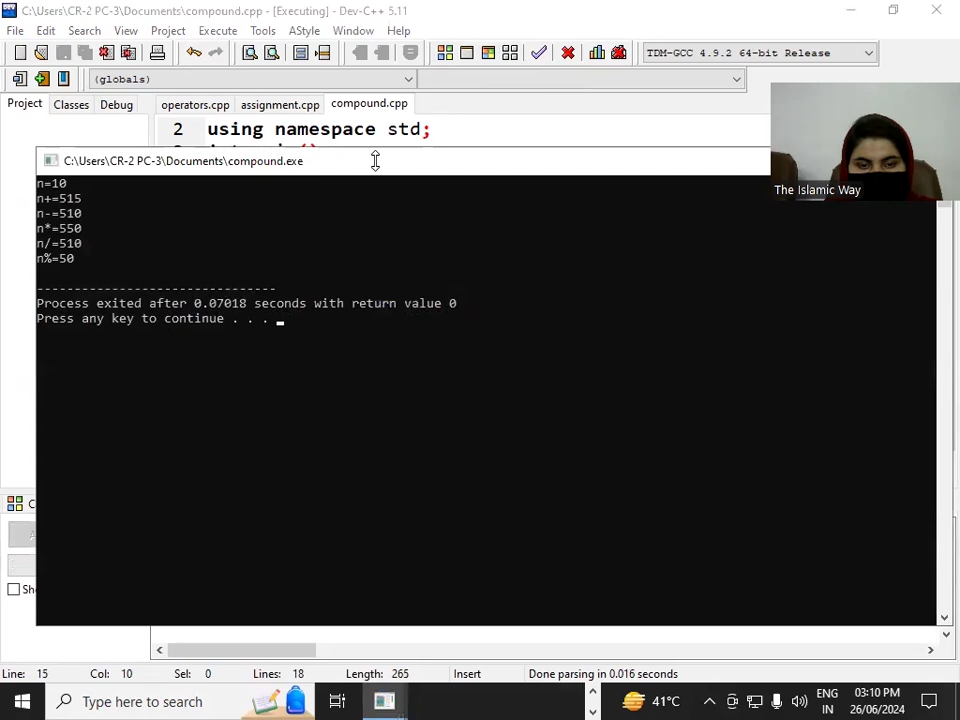 C:\Users\CR-2 PC-3\Documents\compound.cpp - [Executing] - Dev-C++ 5.11
File Edit Search View Project Execute Tools AStyle Window Help
TDM-GCC 4.9.2 64-bit Release
(globals)
Project Classes Debug
operators.cpp assignment.cpp compound.cpp
2 using namespace std;
C:\Users\CR-2 PC-3\Documents\compound.exe
The Islamic Way
n=10
n+=515
n-=510
n*=550
n/=510
n%=50
--------------------------------
Process exited after 0.07018 seconds with return value 0
Press any key to continue . . .
Line: 15 Col: 10 Sel: 0 Lines: 18 Length: 265 Insert Done parsing in 0.016 seconds
Type here to search
41°C
ENG
IN
03:10 PM
26/06/2024